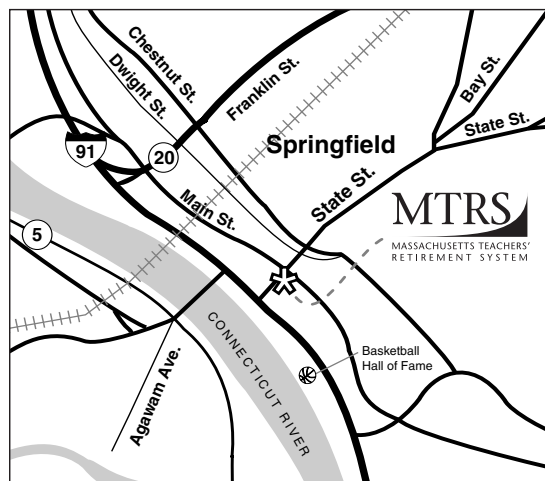 Chestnut St.
Dwight St.
Franklin St.
Bay St.
State St.
91
20
Springfield
State St.
Main St.
MTRS
MASSACHUSETTS TEACHERS'
RETIREMENT SYSTEM
5
CONNECTICUT RIVER
Basketball
Hall of Fame
Agawam Ave.